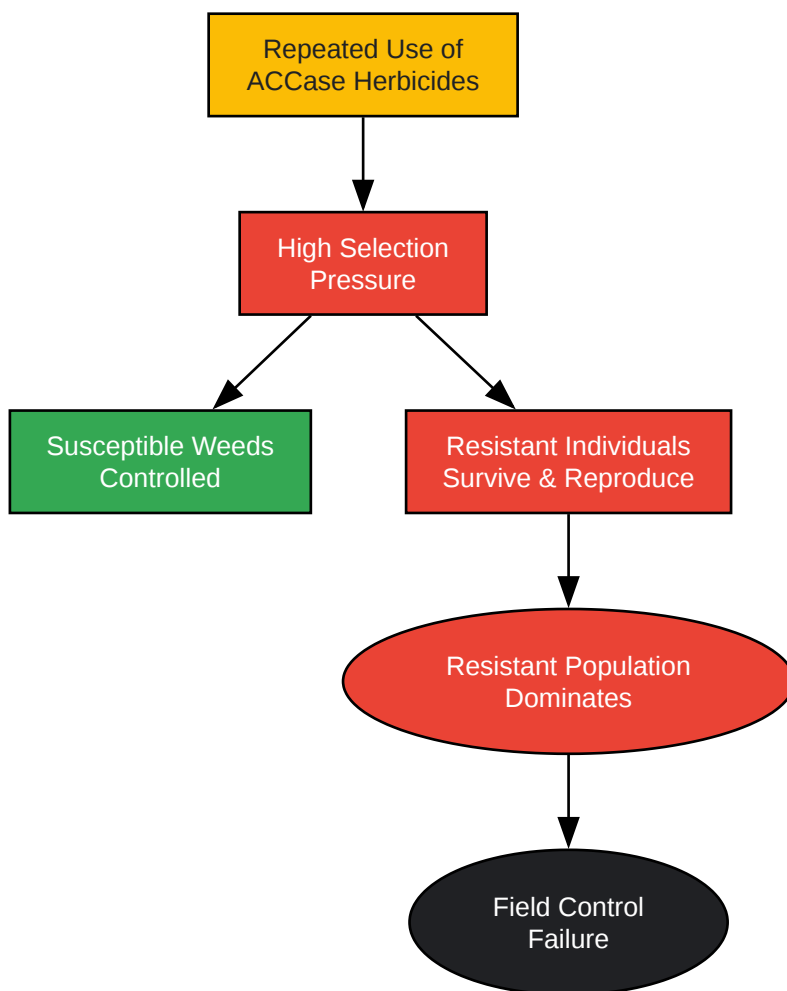 Repeated Use of
ACCase Herbicides
High Selection
Pressure
Susceptible Weeds
Controlled
Resistant Individuals
Survive & Reproduce
Resistant Population
Dominates
Field Control
Failure